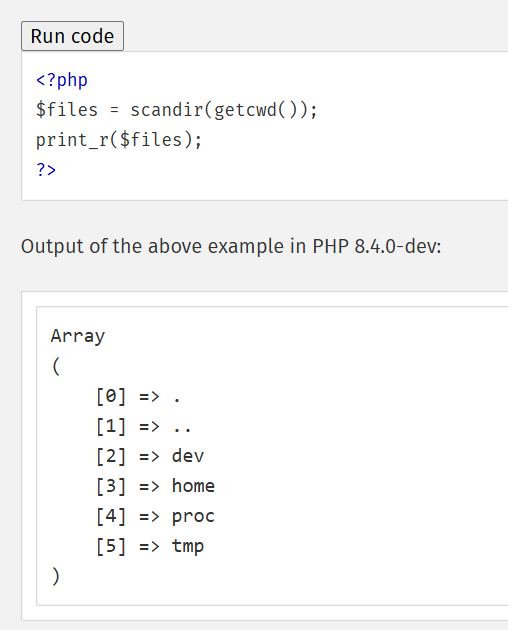 Run code
<?php
$files = scandir(getcwd());
print_r($files);
?>
Output of the above example in PHP 8.4.0-dev:
Array
(
    [0] => .
    [1] => ..
    [2] => dev
    [3] => home
    [4] => proc
    [5] => tmp
)